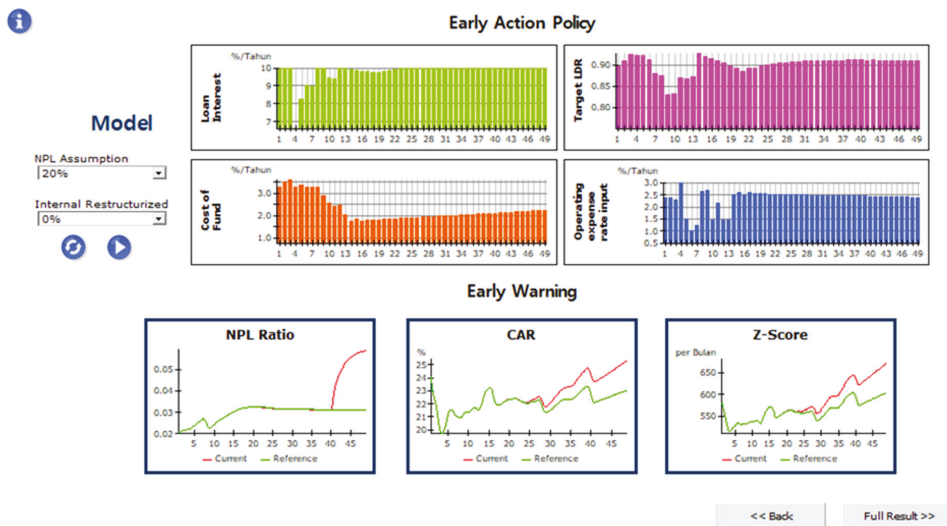 i
Early Action Policy
Model
NPL Assumption
20%
Internal Restructurized
0%
Loan Interest
%/Tahun
10
9
8
7
1 4 6 7 10 13 16 19 22 25 28 31 34 37 40 43 46 49
Target LDR
0.90
0.85
0.80
1 4 6 7 10 13 16 19 22 25 28 31 34 37 40 43 46 49
Cost of Fund
%/Tahun
3.0
2.0
1.0
1 4 6 7 10 13 16 19 22 25 28 31 34 37 40 43 46 49
Operating expense rate input
%/Tahun
3.0
2.5
2.0
1.5
1.0
0.5
1 4 6 7 10 13 16 19 22 25 28 31 34 37 40 43 46 49
Early Warning
NPL Ratio
0.05
0.04
0.03
0.02
5 10 15 20 25 30 35 40 45
Current Reference
CAR
%
25
24
23
22
21
20
5 10 15 20 25 30 35 40 45
Current Reference
Z-Score
per Bulan
650
600
550
5 10 15 20 25 30 35 40 45
Current Reference
<< Back
Full Result >>